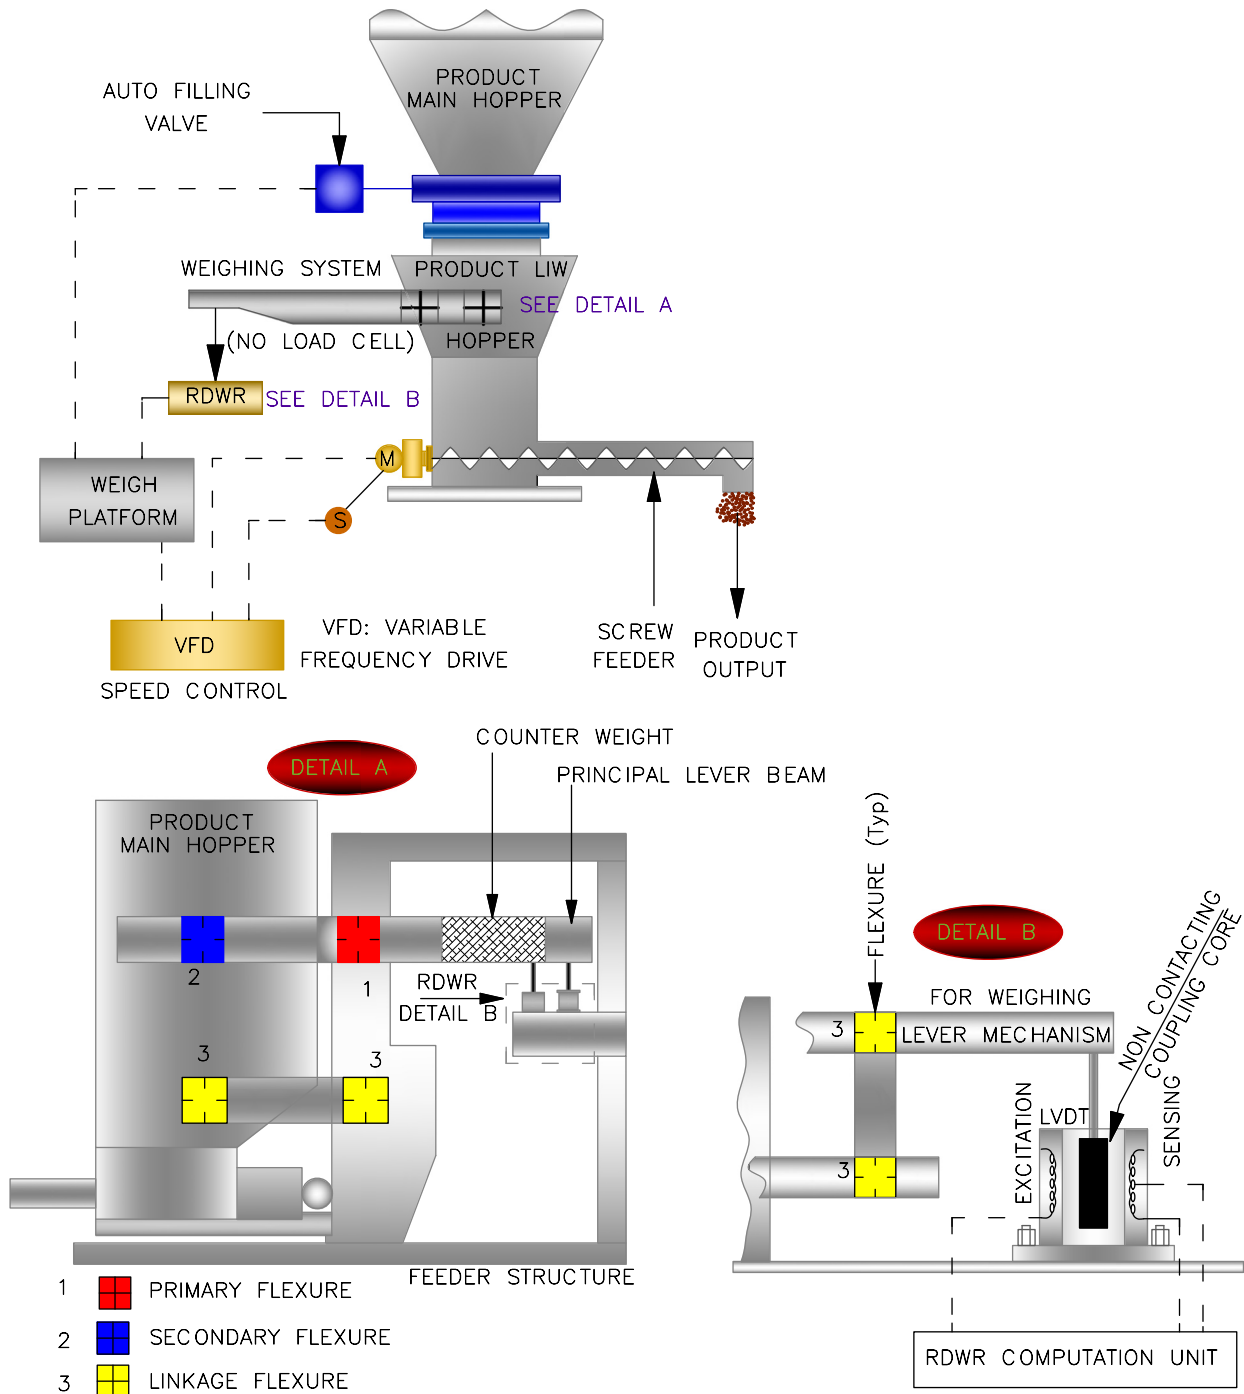 PRODUCT
MAIN HOPPER
AUTO FILLING
VALVE
WEIGHING SYSTEM
PRODUCT LIW
SEE DETAIL A
(NO LOAD CELL)
HOPPER
RDWR
SEE DETAIL B
M
WEIGH
PLATFORM
S
VFD
SPEED CONTROL
VFD: VARIABLE
FREQUENCY DRIVE
SCREW
FEEDER
PRODUCT
OUTPUT
DETAIL A
COUNTER WEIGHT
PRINCIPAL LEVER BEAM
PRODUCT
MAIN HOPPER
2
1
RDWR
DETAIL B
3
3
FEEDER STRUCTURE
1 PRIMARY FLEXURE
2 SECONDARY FLEXURE
3 LINKAGE FLEXURE
FLEXURE (Typ)
DETAIL B
NON CONTACTING
COUPLING CORE
FOR WEIGHING
3
LEVER MECHANISM
EXCITATION
LVDT
SENSING
3
RDWR COMPUTATION UNIT